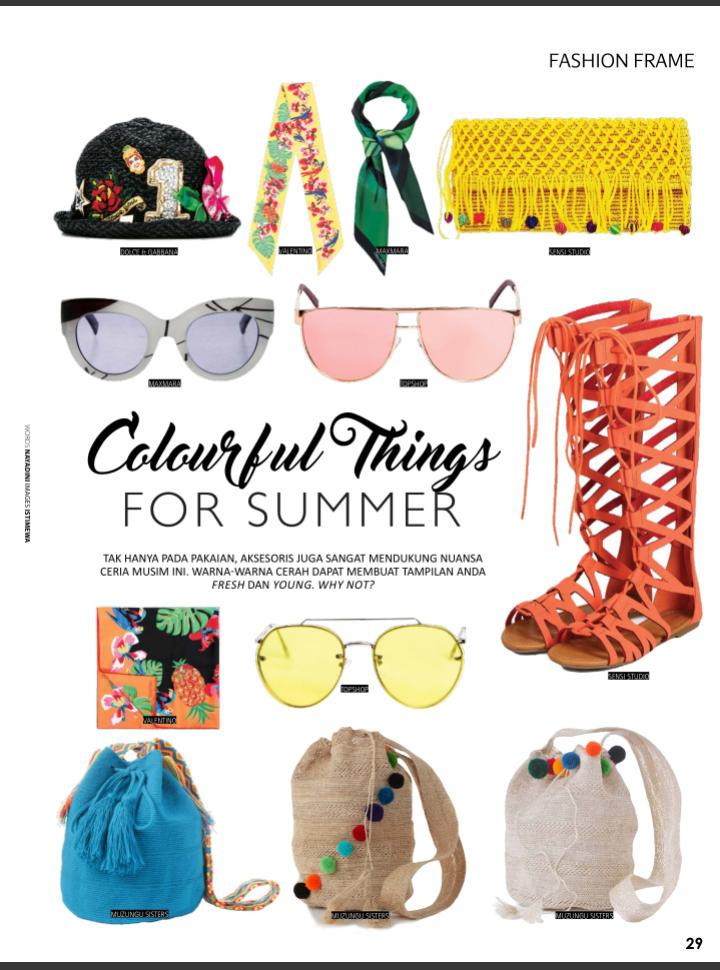 FASHION FRAME
1
DOLCE & GABBANA
VALENTINO
MAXMARA
SENSI STUDIO
MAXMARA
TOPSHOP
WORDS NAYADINI IMAGES ISTIMEWA
Colourful Things
FOR SUMMER
TAK HANYA PADA PAKAIAN, AKSESORIS JUGA SANGAT MENDUKUNG NUANSA
CERIA MUSIM INI. WARNA-WARNA CERAH DAPAT MEMBUAT TAMPILAN ANDA
FRESH DAN YOUNG. WHY NOT?
SENSI STUDIO
TOPSHOP
VALENTINO
MUZUNGU SISTERS
MUZUNGU SISTERS
MUZUNGU SISTERS
29